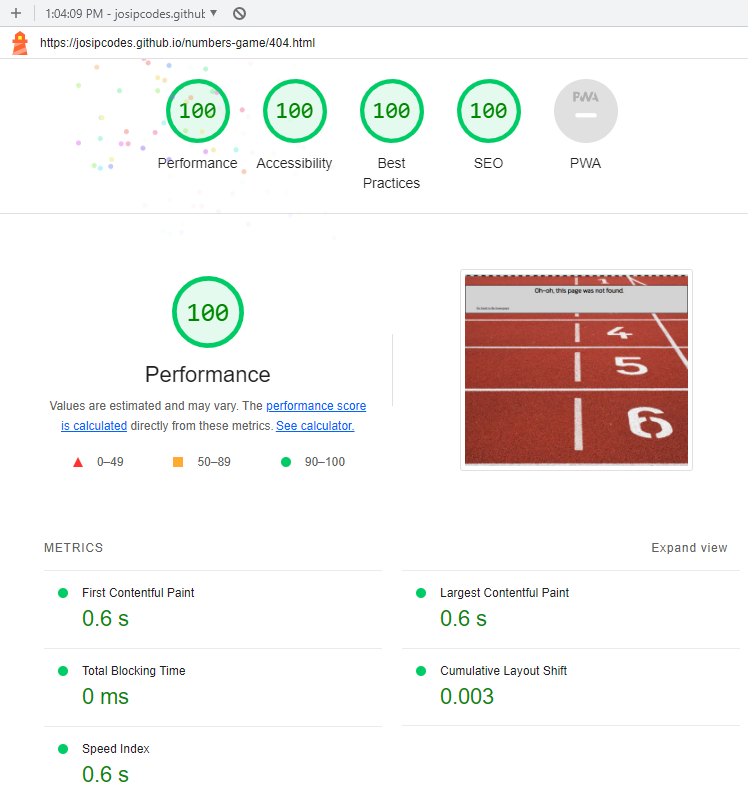 1:04:09 PM - josipcodes.github
https://josipcodes.github.io/numbers-game/404.html
100 100 100 100 PWA
Performance Accessibility Best Practices SEO PWA
100
Performance
Values are estimated and may vary. The performance score
is calculated directly from these metrics. See calculator.
0–49 50–89 90–100
Oh-oh, this page was not found.
4
5
6
METRICS Expand view
First Contentful Paint
0.6 s
Largest Contentful Paint
0.6 s
Total Blocking Time
0 ms
Cumulative Layout Shift
0.003
Speed Index
0.6 s